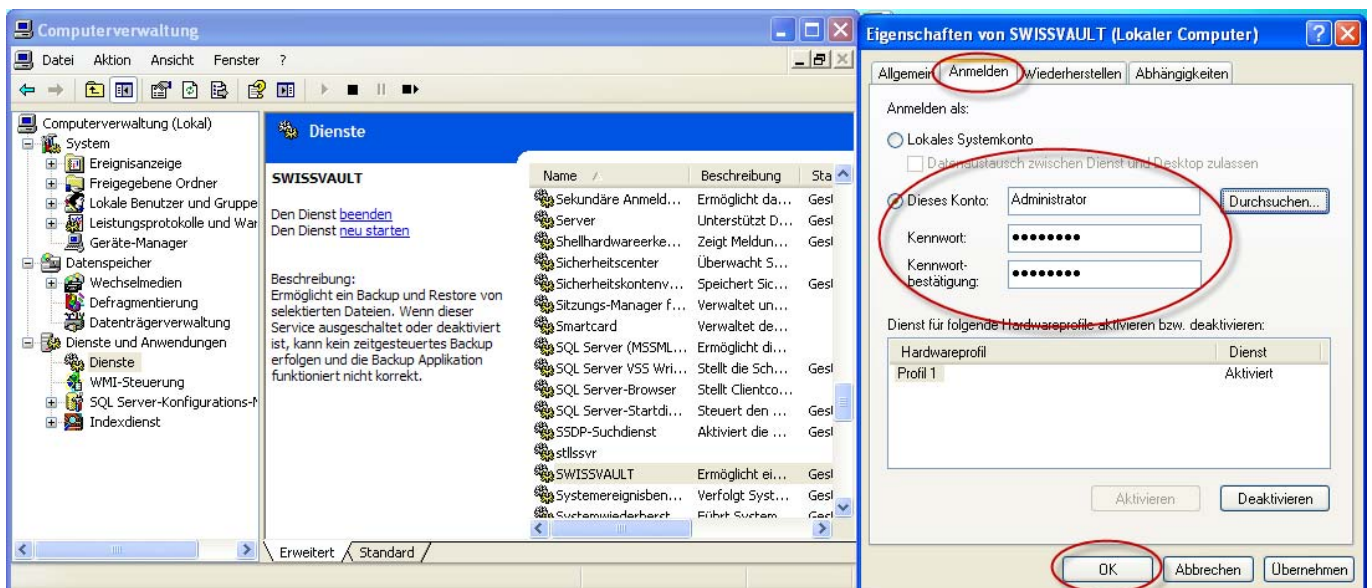 Computerverwaltung
Datei Aktion Ansicht Fenster ?
Computerverwaltung (Lokal)
System
Ereignisanzeige
Freigegebene Ordner
Lokale Benutzer und Gruppe
Leistungsprotokolle und War
Geräte-Manager
Datenspeicher
Wechselmedien
Defragmentierung
Datenträgerverwaltung
Dienste und Anwendungen
Dienste
WMI-Steuerung
SQL Server-Konfigurations-M
Indexdienst
Dienste
SWISSVAULT
Den Dienst beenden
Den Dienst neu starten
Beschreibung:
Ermöglicht ein Backup und Restore von
selektierten Dateien. Wenn dieser
Service ausgeschaltet oder deaktiviert
ist, kann kein zeitgesteuertes Backup
erfolgen und die Backup Applikation
funktioniert nicht korrekt.
Name Beschreibung Sta
Sekundäre Anmeld... Ermöglicht da... Gest
Server Unterstützt D... Gest
Shellhardwareerke... Zeigt Meldun... Gest
Sicherheitscenter Überwacht S...
Sicherheitskontenv... Speichert Sic... Gest
Sitzungs-Manager f... Verwaltet un...
Smartcard Verwaltet de...
SQL Server (MSSML... Ermöglicht di...
SQL Server VSS Wri... Stellt die Sch... Gest
SQL Server-Browser Stellt Clientco...
SQL Server-Startdi... Steuert den ... Gest
SSDP-Suchdienst Aktiviert die ... Gest
stllssvr
SWISSVAULT Ermöglicht ei... Gest
Systemereignisben... Verfolgt Syst... Gest
Systemwiederherst Führt System Gest
Erweitert Standard
Eigenschaften von SWISSVAULT (Lokaler Computer)
Allgemein Anmelden Wiederherstellen Abhängigkeiten
Anmelden als:
Lokales Systemkonto
Datenaustausch zwischen Dienst und Desktop zulassen
Dieses Konto: Administrator Durchsuchen...
Kennwort: ●●●●●●●●
Kennwort-
bestätigung: ●●●●●●●●
Dienst für folgende Hardwareprofile aktivieren bzw. deaktivieren:
Hardwareprofil Dienst
Profil 1 Aktiviert
Aktivieren Deaktivieren
OK Abbrechen Übernehmen